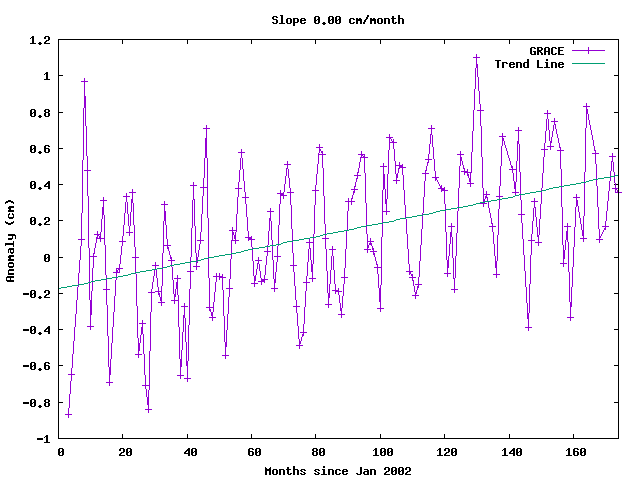 Slope 0.00 cm/month
GRACE
Trend Line
1.2
1
0.8
0.6
0.4
0.2
0
-0.2
-0.4
-0.6
-0.8
-1
Anomaly (cm)
0 20 40 60 80 100 120 140 160
Months since Jan 2002